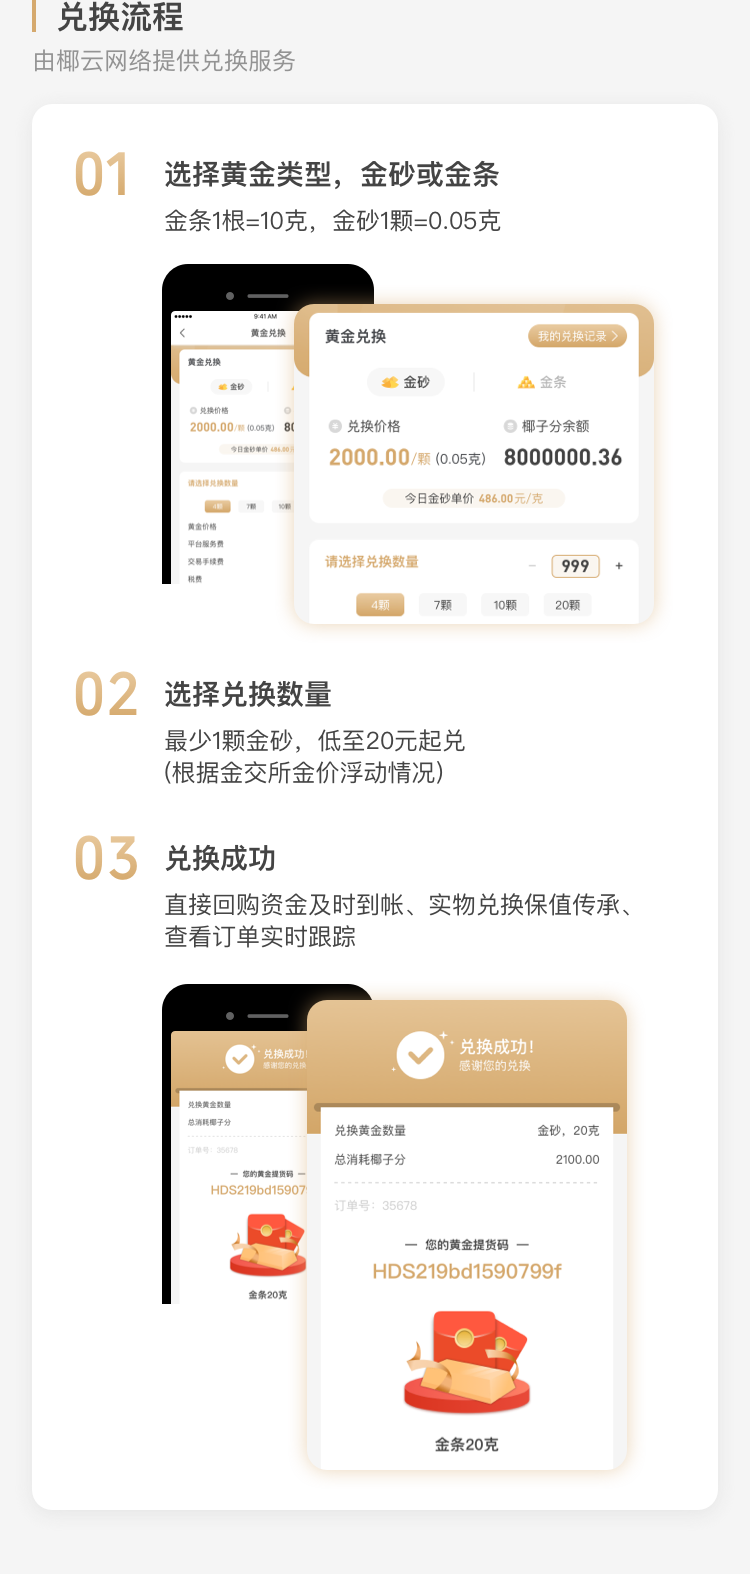 兑换流程
由椰云网络提供兑换服务
01
选择黄金类型，金砂或金条
金条1根=10克，金砂1颗=0.05克
9:41 AM
黄金兑换
黄金兑换
金砂
兑换价格
2000.00/颗 (0.05克)
80
今日金砂单价 486.00
请选择兑换数量
4颗 7颗 10颗
黄金价格
平台服务费
交易手续费
税费
黄金兑换
我的兑换记录
金砂 金条
兑换价格 椰子分余额
2000.00/颗 (0.05克) 8000000.36
今日金砂单价 486.00元/克
请选择兑换数量 − 999 +
4颗 7颗 10颗 20颗
02
选择兑换数量
最少1颗金砂，低至20元起兑
(根据金交所金价浮动情况)
03
兑换成功
直接回购资金及时到帐、实物兑换保值传承、
查看订单实时跟踪
兑换成功!
感谢您的兑换
兑换黄金数量
总消耗椰子分
订单号：35678
— 您的黄金提货码 —
HDS219bd159079
金条20克
兑换成功!
感谢您的兑换
兑换黄金数量 金砂，20克
总消耗椰子分 2100.00
订单号：35678
— 您的黄金提货码 —
HDS219bd1590799f
金条20克